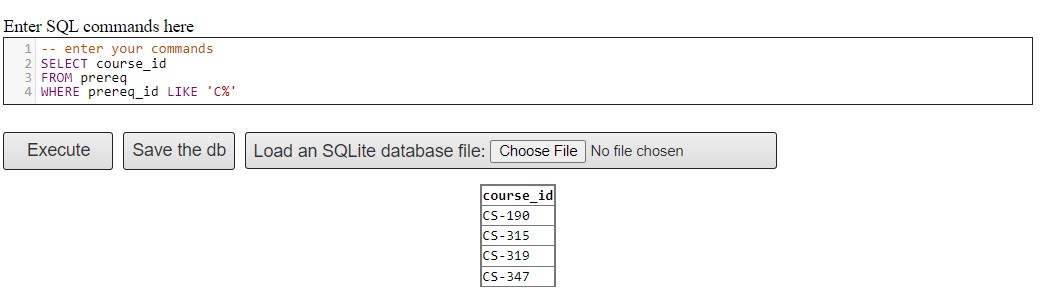 Enter SQL commands here
1 -- enter your commands
2 SELECT course_id
3 FROM prereq
4 WHERE prereq_id LIKE 'C%'
Execute Save the db Load an SQLite database file: Choose File No file chosen
course_id
CS-190
CS-315
CS-319
CS-347